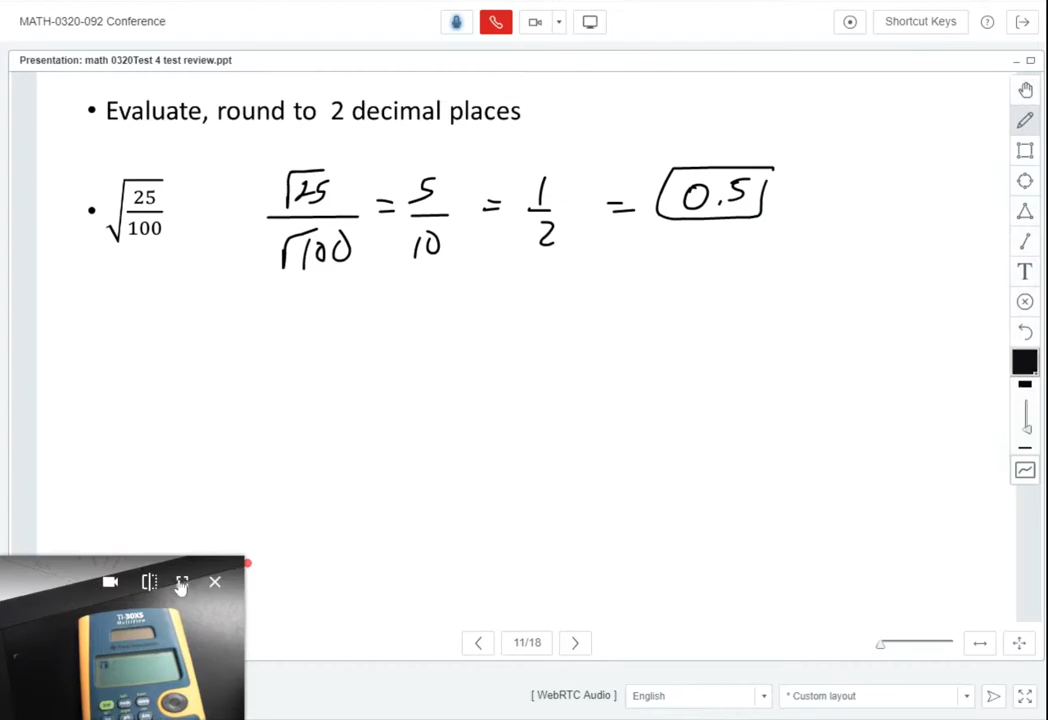 MATH-0320-092 Conference
Shortcut Keys
Presentation: math 0320Test 4 test review.ppt
• Evaluate, round to 2 decimal places
• √(25/100) √25/√100 = 5/10 = 1/2 = 0.5
T
TI-30XS
MultiView
11/18
[ WebRTC Audio ] English * Custom layout